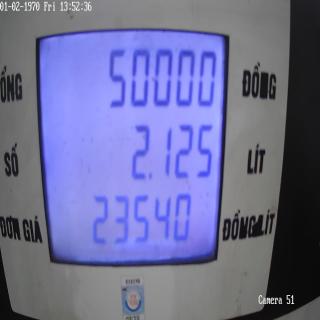 01-02-1970 Fri 13:52:36
ỔNG 50000 ĐỒNG
SỐ 2.125 LÍT
ĐƠN GIÁ 23540 ĐỒNG/LÍT
Camera 51